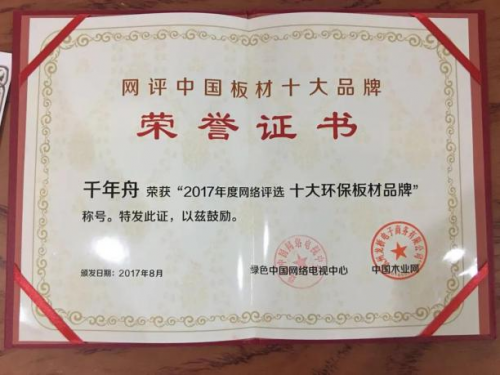 网评中国板材十大品牌
荣誉证书
千年舟 荣获“2017年度网络评选 十大环保板材品牌”
称号。特发此证，以兹鼓励。
颁发日期：2017年8月
绿色中国网络电视中心
中国木业网